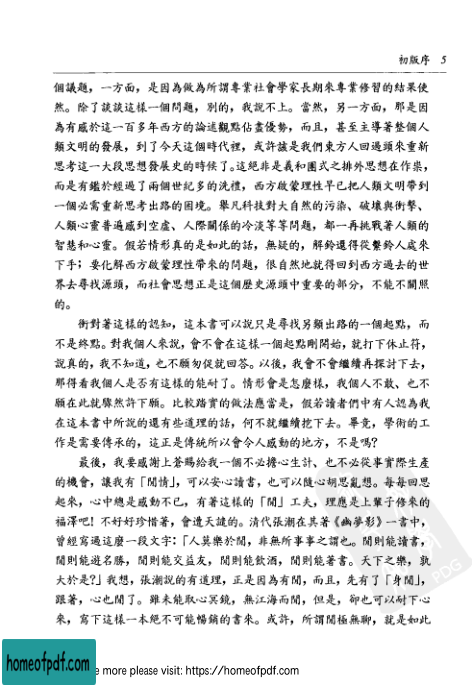 初版序 5
個議題，一方面，是因為做為所謂專業社會學家長期來專業修習的結果使
然。除了談談這樣一個問題，別的，我說不上。當然，另一方面，那是因
為有感於這一百多年西方的論述觀點佔盡優勢，而且，甚至主導著整個人
類文明的發展，到了今天這個時代裡，或許該是我們東方人回過頭來重新
思考這一大段思想發展史的時候了。這絕非是義和團式之排外思想在作祟，
而是有鑑於經過了兩個世紀多的洗禮，西方啟蒙理性早已把人類文明帶到
一個必需重新思考出路的困境。舉凡科技對大自然的污染、破壞與衝擊、
人類心靈普遍感到空虛、人際關係的冷淡等等問題，都一再挑戰著人類的
智慧和心靈。假若情形真的是如此的話，無疑的，解鈴還得從繫鈴人處來
下手；要化解西方啟蒙理性帶來的問題，很自然地就得回到西方過去的世
界去尋找源頭，而社會思想正是這個歷史源頭中重要的部分，不能不關照
的。
衝對著這樣的認知，這本書可以說只是尋找另類出路的一個起點，而
不是終點。對我個人來說，會不會在這樣一個起點剛開始，就打下休止符，
說真的，我不知道，也不願匆促就回答。以後，我會不會繼續再探討下去，
那得看我個人是否有這樣的能耐了。情形會是怎麼樣，我個人不敢、也不
願在此就驟然許下願。比較踏實的做法應當是，假若讀者們中有人認為我
在這本書中所說的還有些道理的話，何不就繼續挖下去。畢竟，學術的工
作是需要傳承的，這正是傳統所以會令人感動的地方，不是嗎？
最後，我要感謝上蒼賜給我一個不必擔心生計、也不必從事實際生產
的機會，讓我有「閒情」，可以安心讀書，也可以隨心胡思亂想。每每回思
起來，心中總是感動不已，有著這樣的「閒」工夫，理應是上輩子修來的
福澤吧！不好好珍惜著，會遭天譴的。清代張潮在其著《幽夢影》一書中，
曾經寫過這麼一段文字：「人莫樂於閒，非無所事事之謂也。閒則能讀書，
閒則能遊名勝，閒則能交益友，閒則能飲酒，閒則能著書。天下之樂，孰
大於是？」我想，張潮說的有道理，正是因為有閒，而且，先有了「身閒」，
跟著，心也閒了。雖未能取心冥鏡，無江海而閒，但是，卻也可以耐下心
來，寫下這樣一本絕不可能暢銷的書來。或許，所謂閒極無聊，就是如此
homeofpdf.com
e more please visit: https://homeofpdf.com
PDG